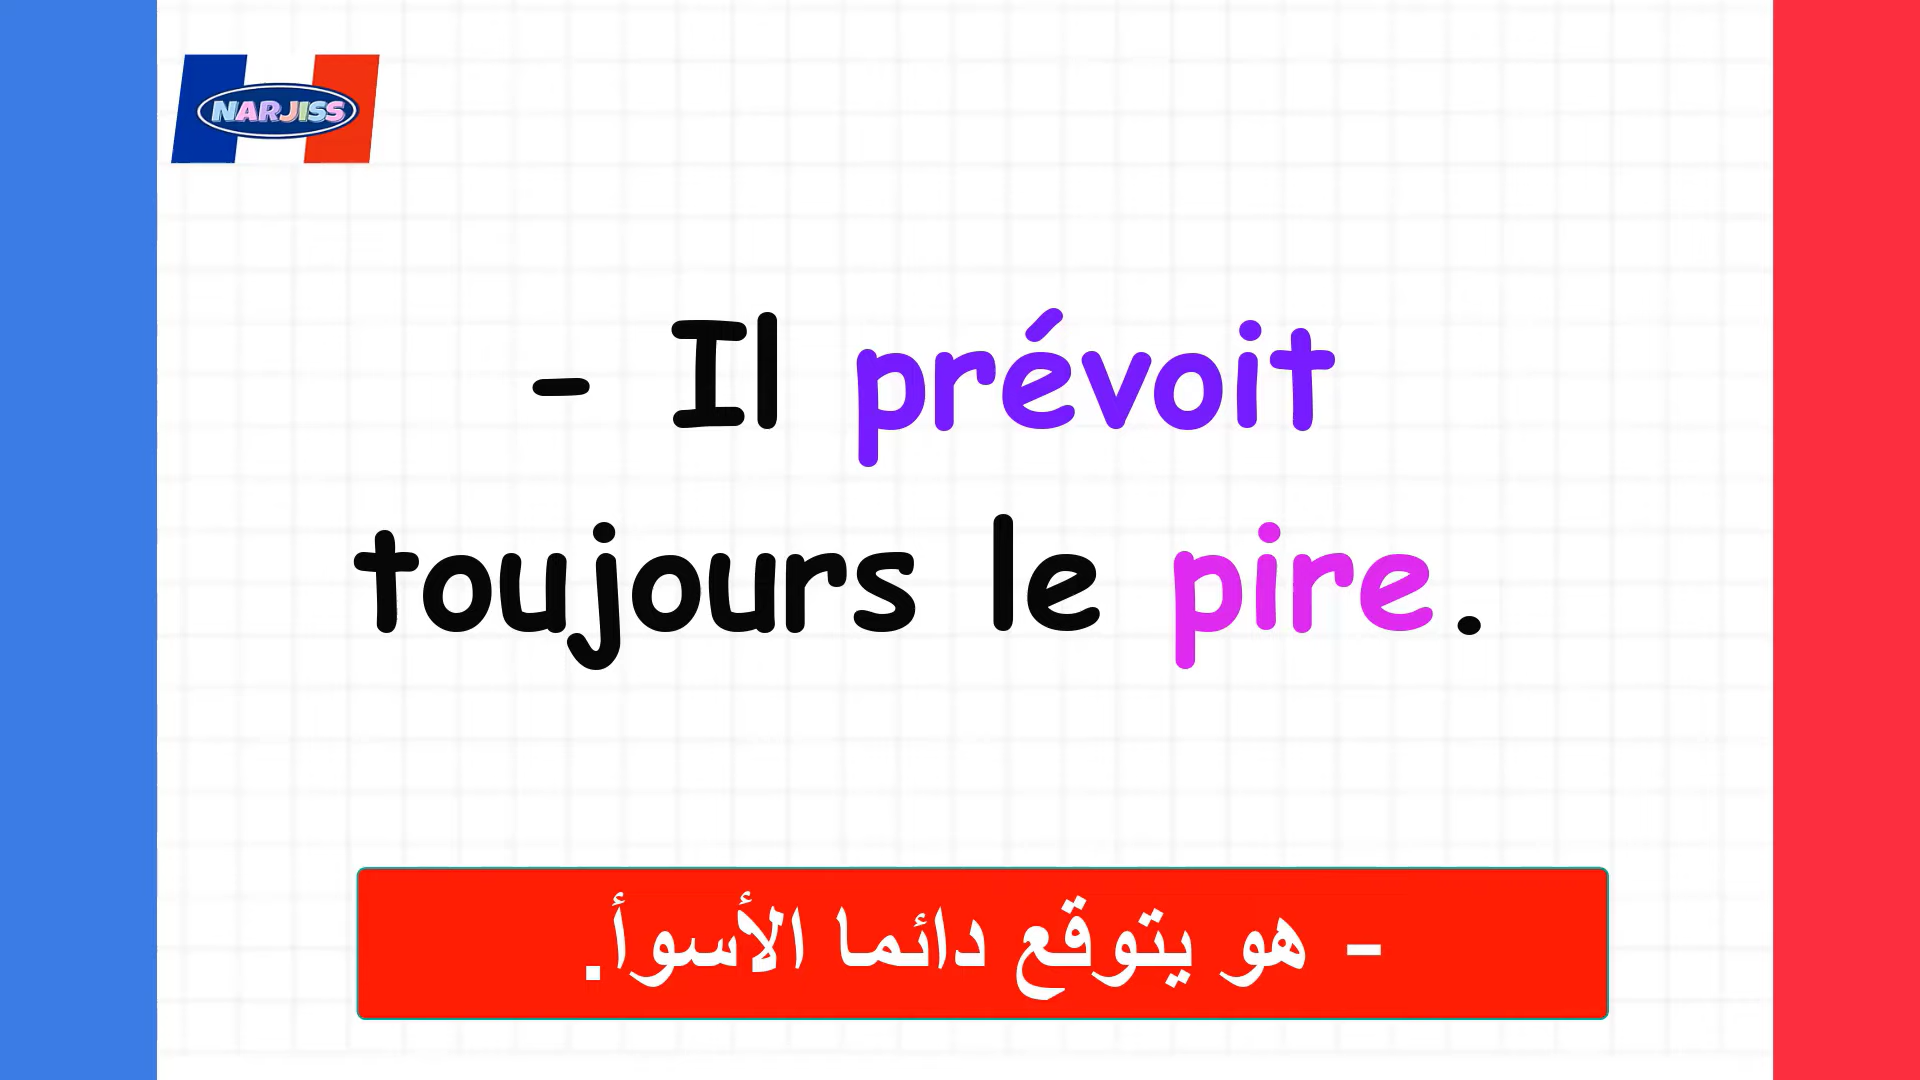 NARJISS
- Il prévoit
toujours le pire.
- هو يتوقع دائما الأسوأ.